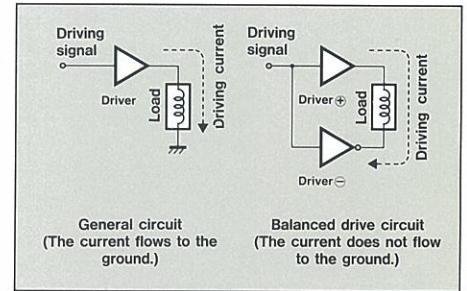 Driving
signal
Driver
Load
Driving current
General circuit
(The current flows to the
ground.)
Driving
signal
Driver⊕
Load
Driving current
Driver⊖
Balanced drive circuit
(The current does not flow
to the ground.)